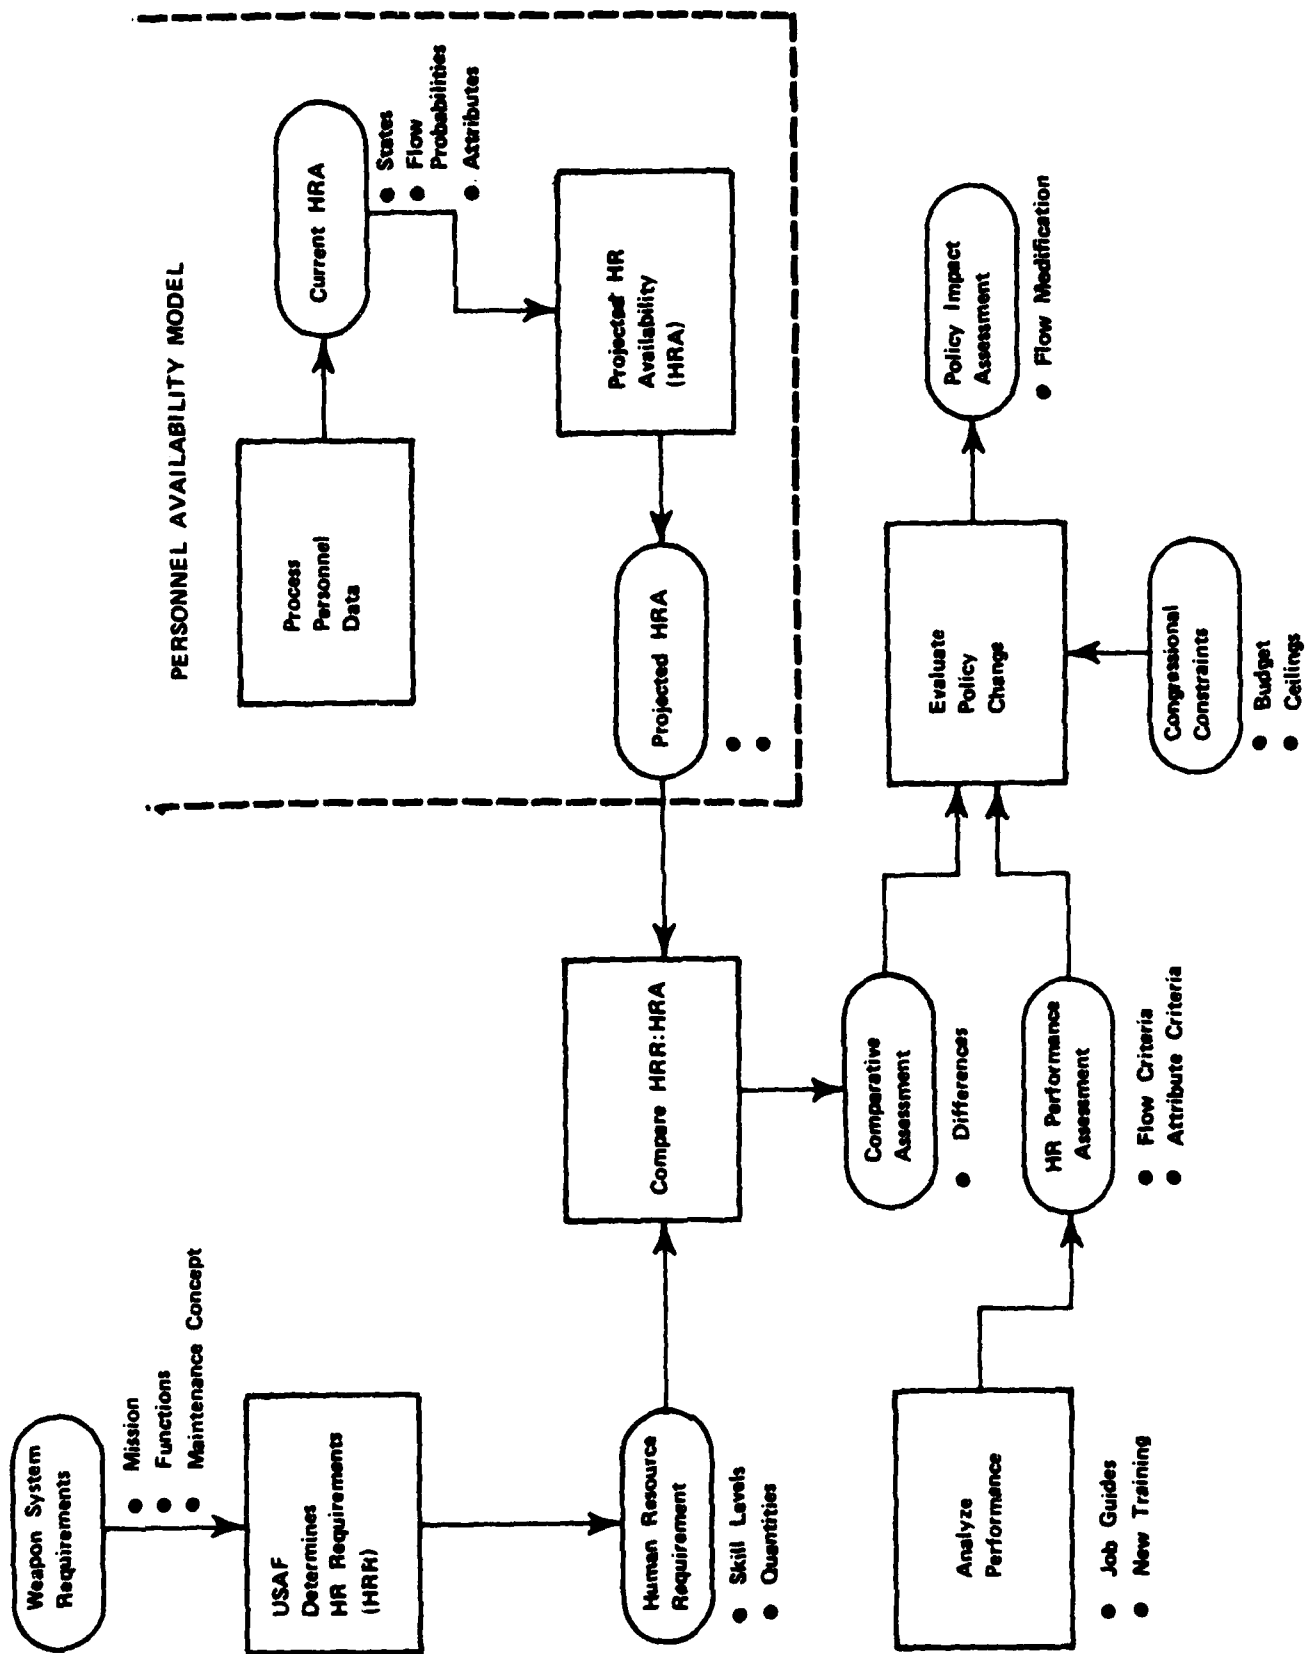 Weapon System
Requirements
● Mission
● Functions
● Maintenance Concept
USAF
Determines
HR Requirements
(HRR)
Human Resource
Requirement
● Skill Levels
● Quantities
PERSONNEL AVAILABILITY MODEL
Process
Personnel
Data
Current HRA
● States
● Flow
Probabilities
● Attributes
Projected HR
Availability
(HRA)
Projected HRA
●
●
Compare HRR:HRA
Comparative
Assessment
● Differences
Analyze
Performance
● Job Guides
● New Training
HR Performance
Assessment
● Flow Criteria
● Attribute Criteria
Evaluate
Policy
Change
Congressional
Constraints
● Budget
● Ceilings
Policy Impact
Assessment
● Flow Modification